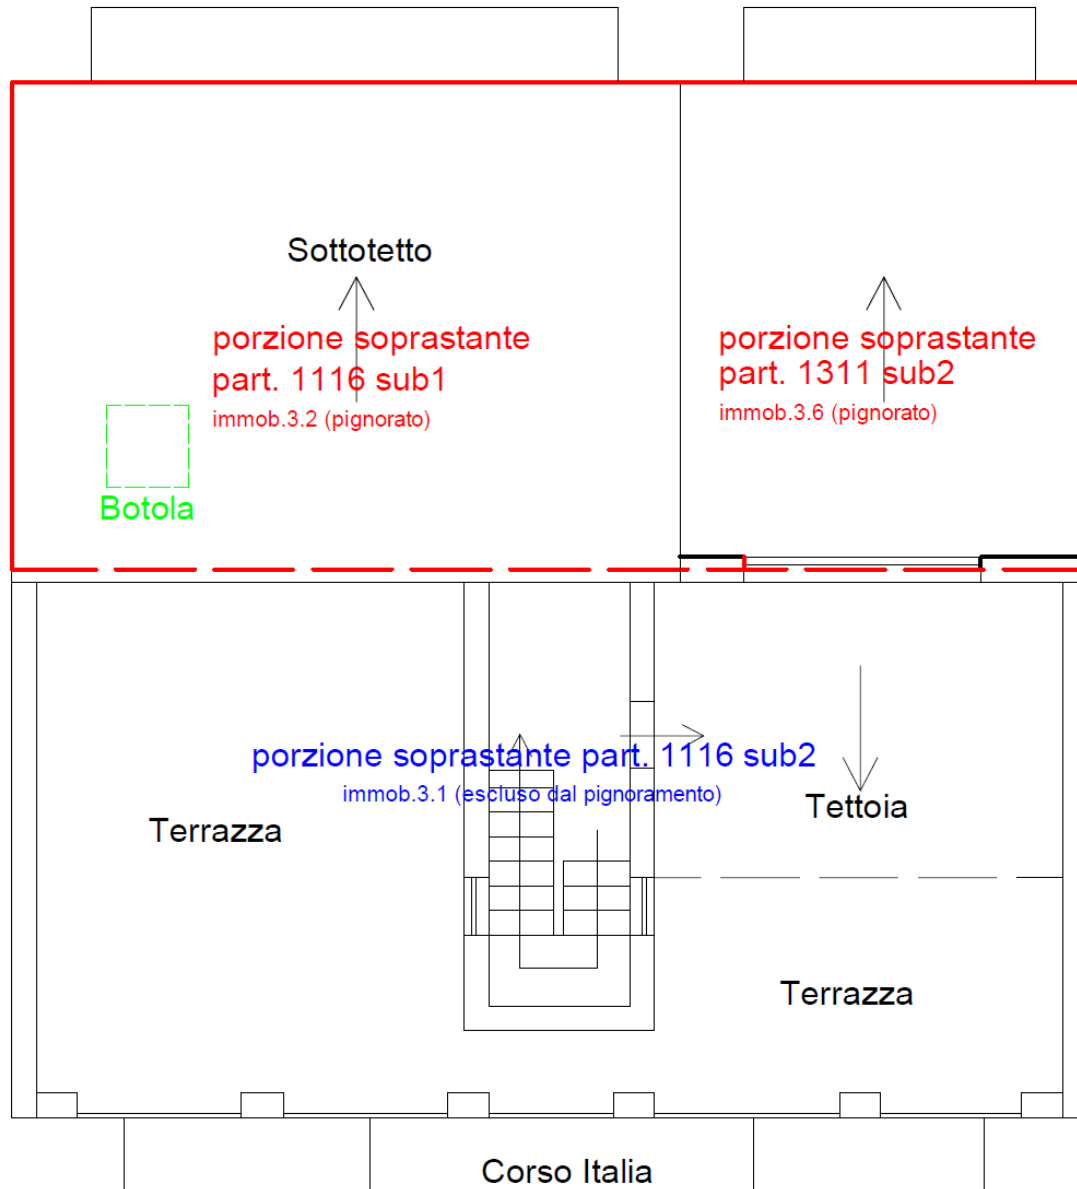 Sottotetto
porzione soprastante
part. 1116 sub1
immob.3.2 (pignorato)
porzione soprastante
part. 1311 sub2
immob.3.6 (pignorato)
Botola
porzione soprastante part. 1116 sub2
immob.3.1 (escluso dal pignoramento)
Tettoia
Terrazza
Terrazza
Corso Italia